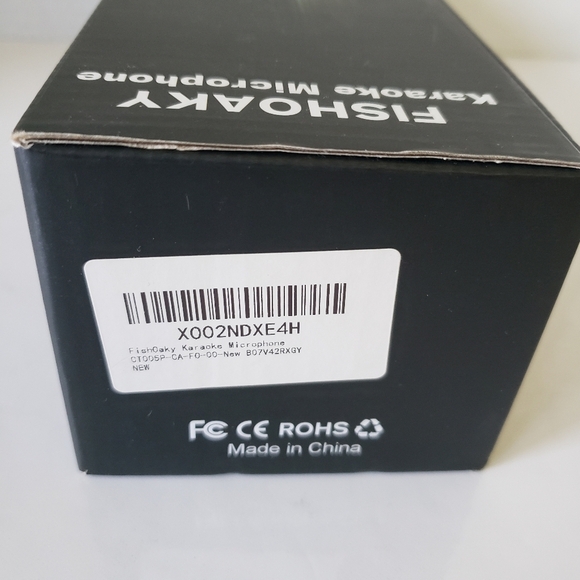 FISHOAKY
Karaoke Microphone
X002NDXE4H
FishOaky Karaoke Microphone
CT005P-CA-FO-00-New B07V42RXGY
NEW
FC CE ROHS
Made in China